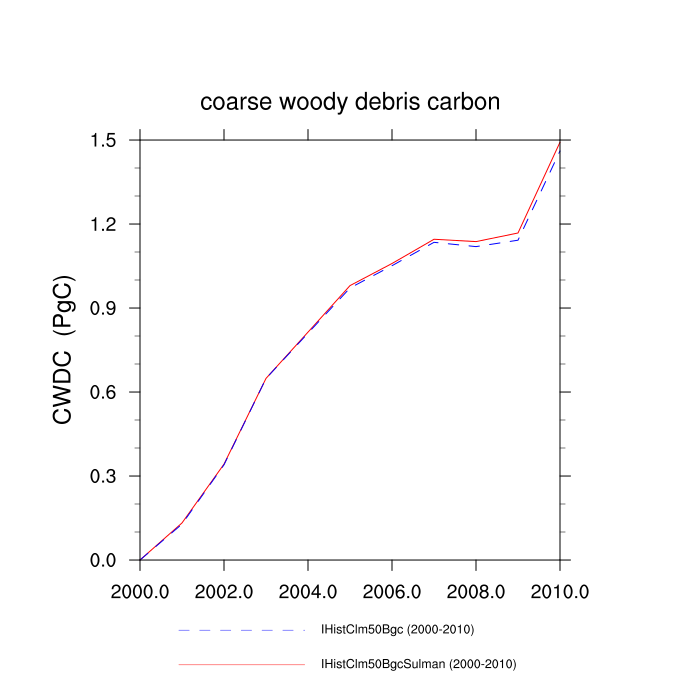 coarse woody debris carbon
1.5
1.2
0.9
0.6
0.3
0.0
CWDC (PgC)
2000.0 2002.0 2004.0 2006.0 2008.0 2010.0
IHistClm50Bgc (2000-2010)
IHistClm50BgcSulman (2000-2010)